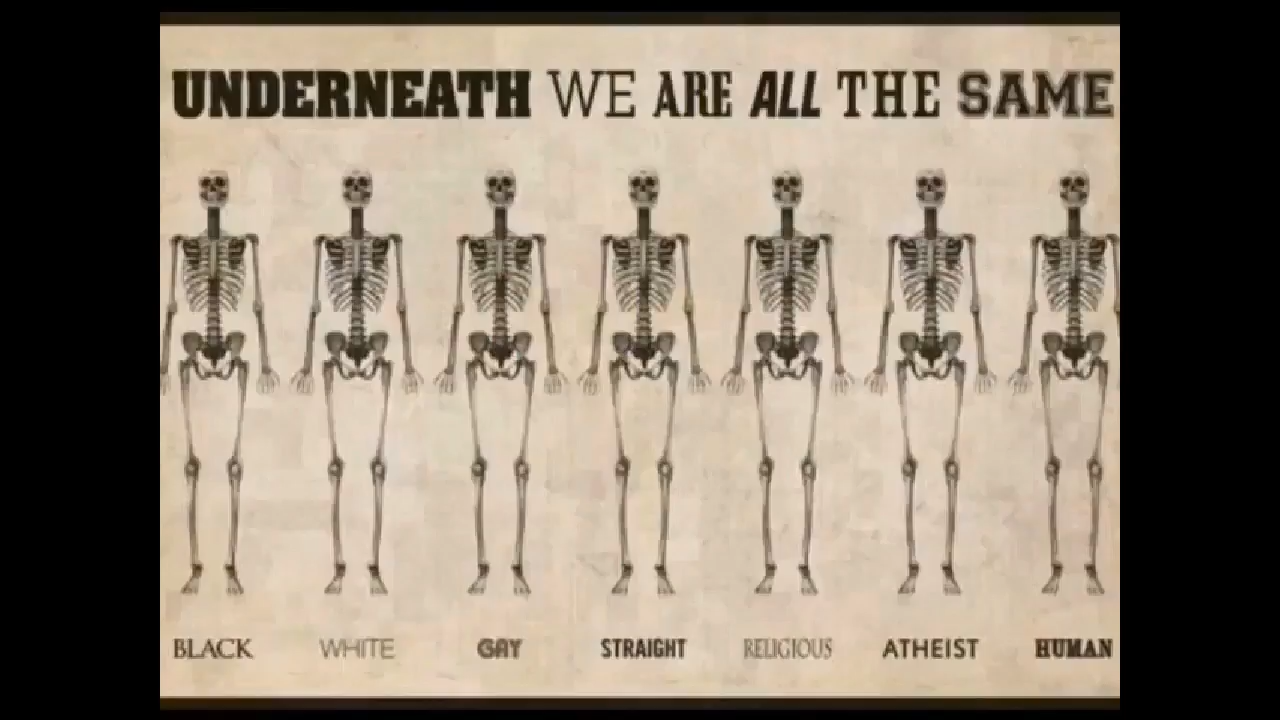 UNDERNEATH WE ARE ALL THE SAME
BLACK WHITE GAY STRAIGHT RELIGIOUS ATHEIST HUMAN